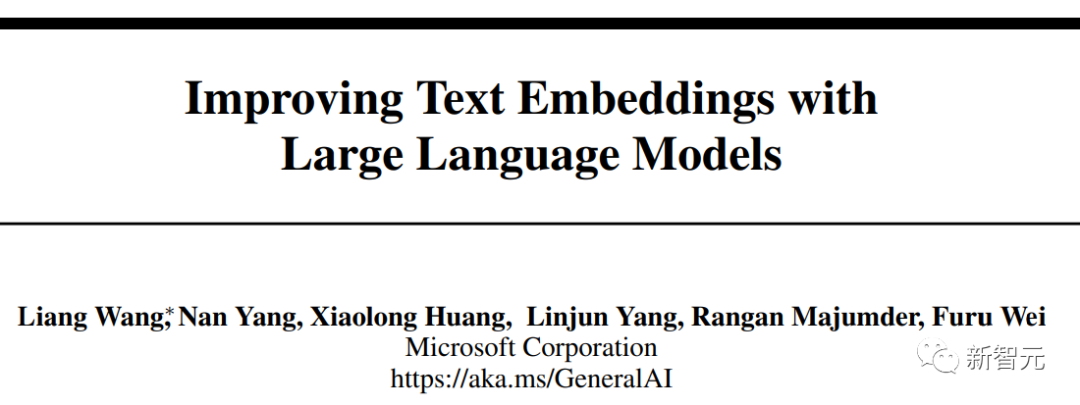 Improving Text Embeddings with
Large Language Models
Liang Wang,* Nan Yang, Xiaolong Huang, Linjun Yang, Rangan Majumder, Furu Wei
Microsoft Corporation
https://aka.ms/GeneralAI
新智元